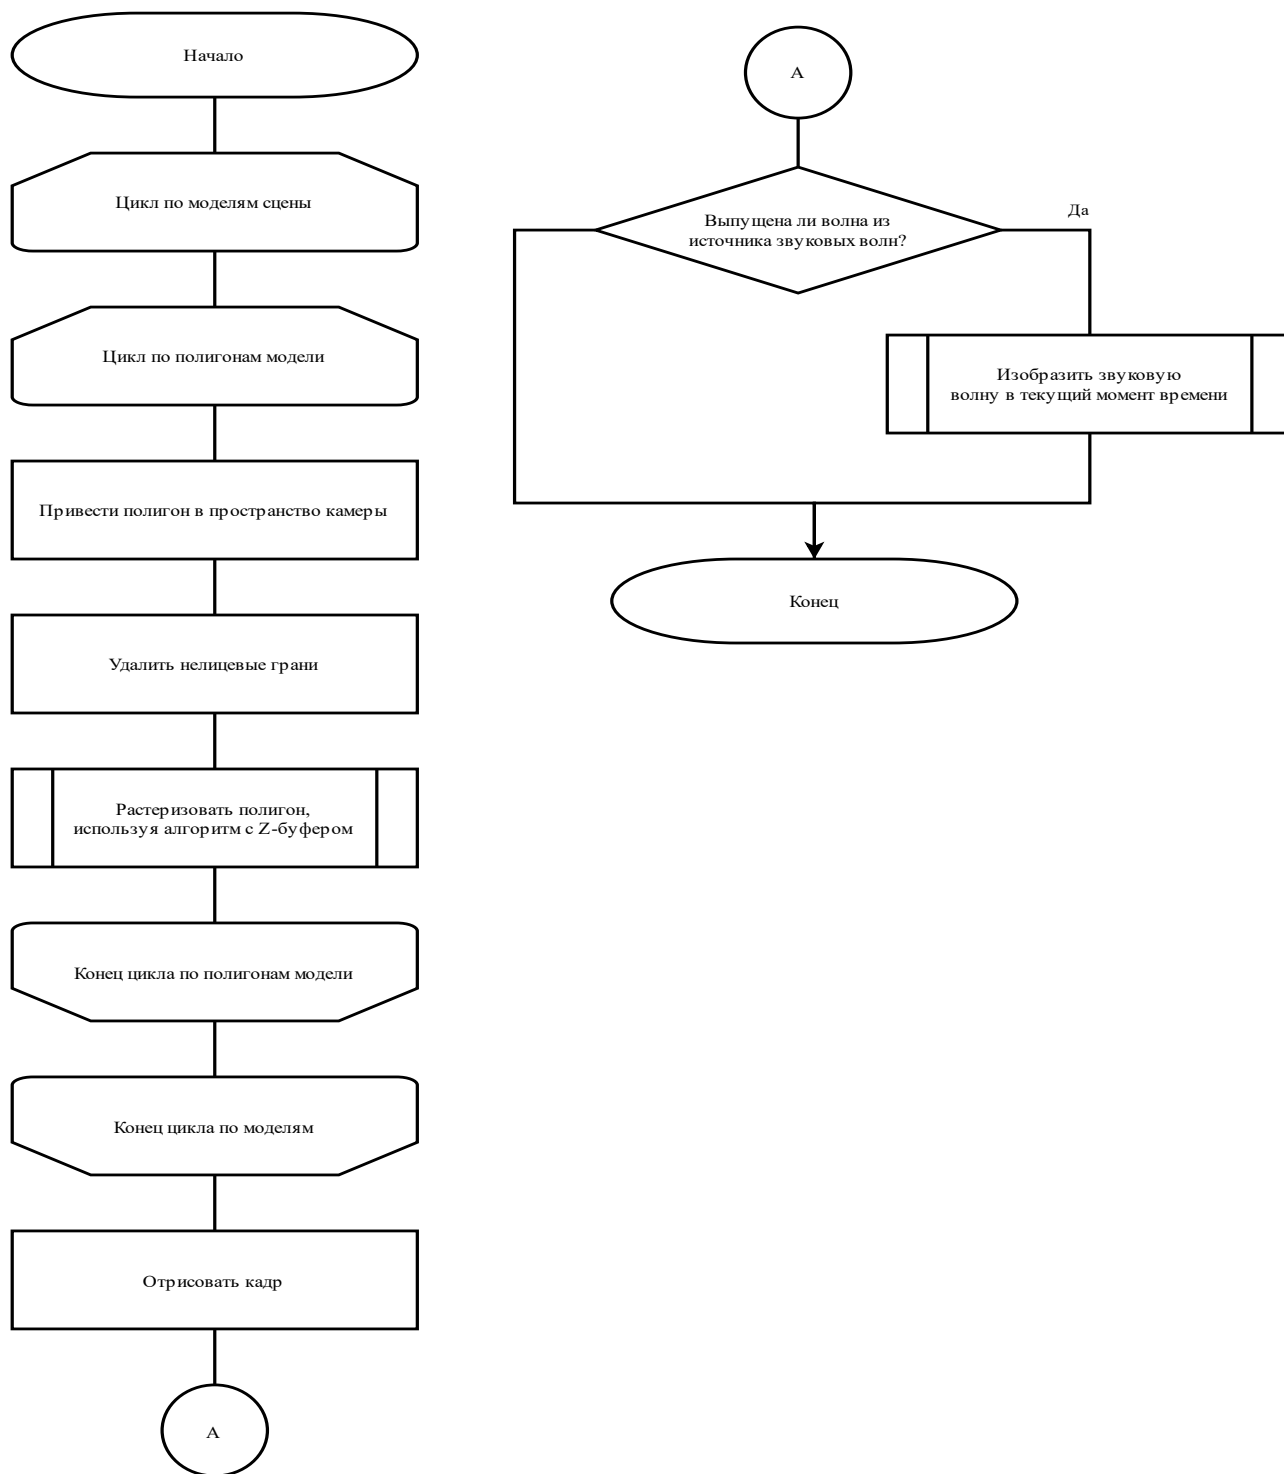 Начало
Цикл по моделям сцены
Цикл по полигонам модели
Привести полигон в пространство камеры
Удалить нелицевые грани
Растеризовать полигон,
используя алгоритм с Z-буфером
Конец цикла по полигонам модели
Конец цикла по моделям
Отрисовать кадр
А
А
Выпущена ли волна из
источника звуковых волн?
Да
Изобразить звуковую
волну в текущий момент времени
Конец